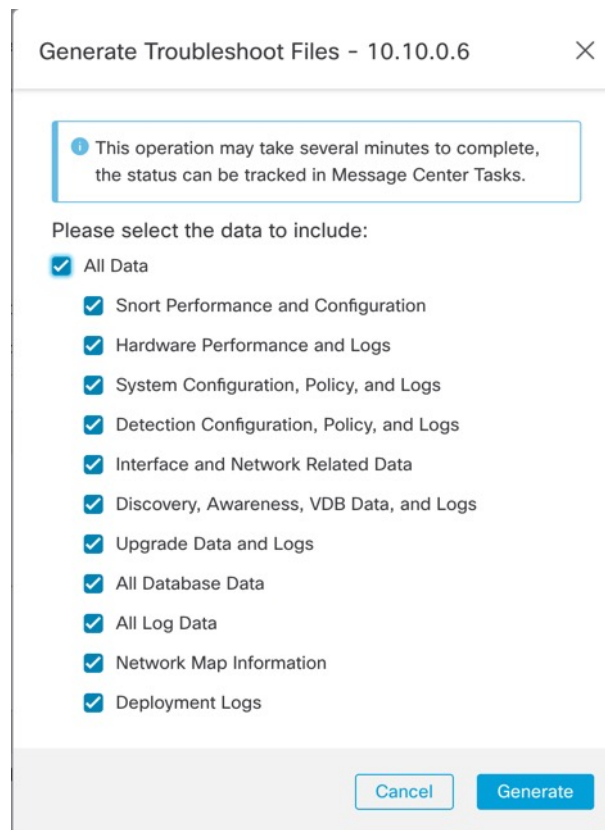 Generate Troubleshoot Files - 10.10.0.6
This operation may take several minutes to complete,
the status can be tracked in Message Center Tasks.
Please select the data to include:
All Data
Snort Performance and Configuration
Hardware Performance and Logs
System Configuration, Policy, and Logs
Detection Configuration, Policy, and Logs
Interface and Network Related Data
Discovery, Awareness, VDB Data, and Logs
Upgrade Data and Logs
All Database Data
All Log Data
Network Map Information
Deployment Logs
Cancel
Generate